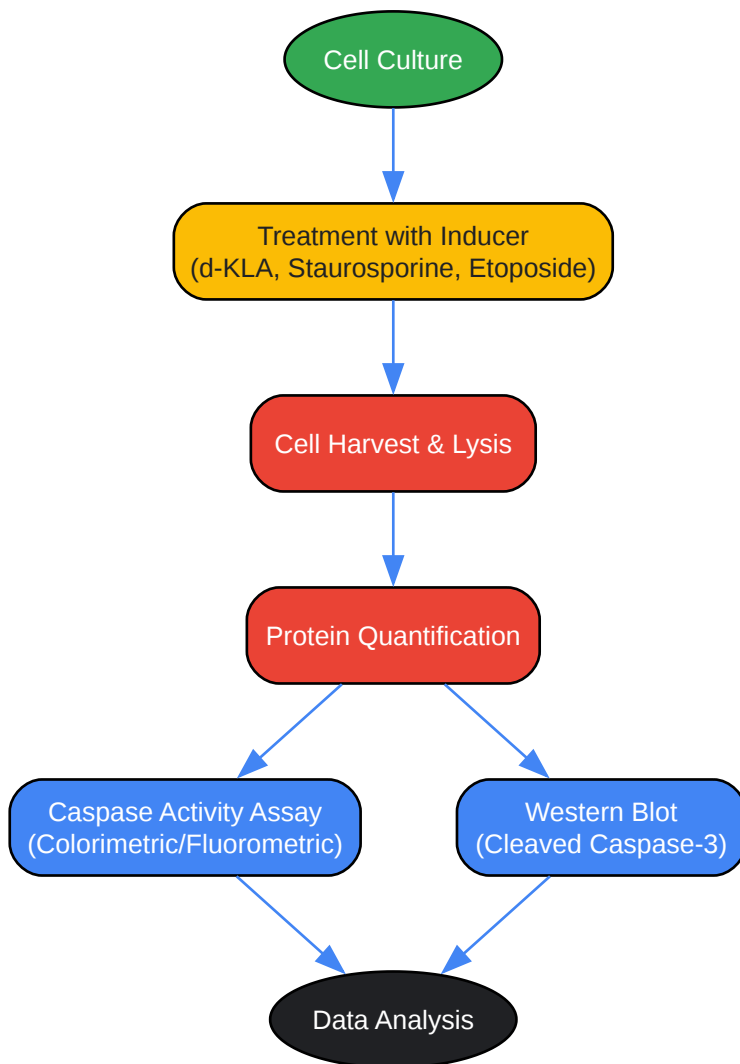 Cell Culture
Treatment with Inducer
(d-KLA, Staurosporine, Etoposide)
Cell Harvest & Lysis
Protein Quantification
Caspase Activity Assay
(Colorimetric/Fluorometric)
Western Blot
(Cleaved Caspase-3)
Data Analysis